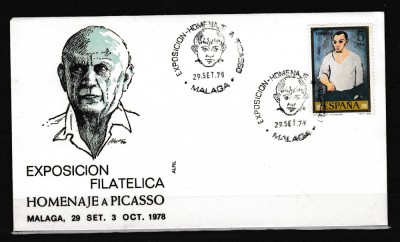 EXPOSICION-HOMENAJE A PICASSO
29.SET.78
MALAGA
EXPOSICION-HOMENAJE
29.SET.78
MALAGA
5
ESPAÑA
ALFIL
EXPOSICION
FILATELICA
HOMENAJE A PICASSO
MALAGA, 29 SET. 3 OCT. 1978